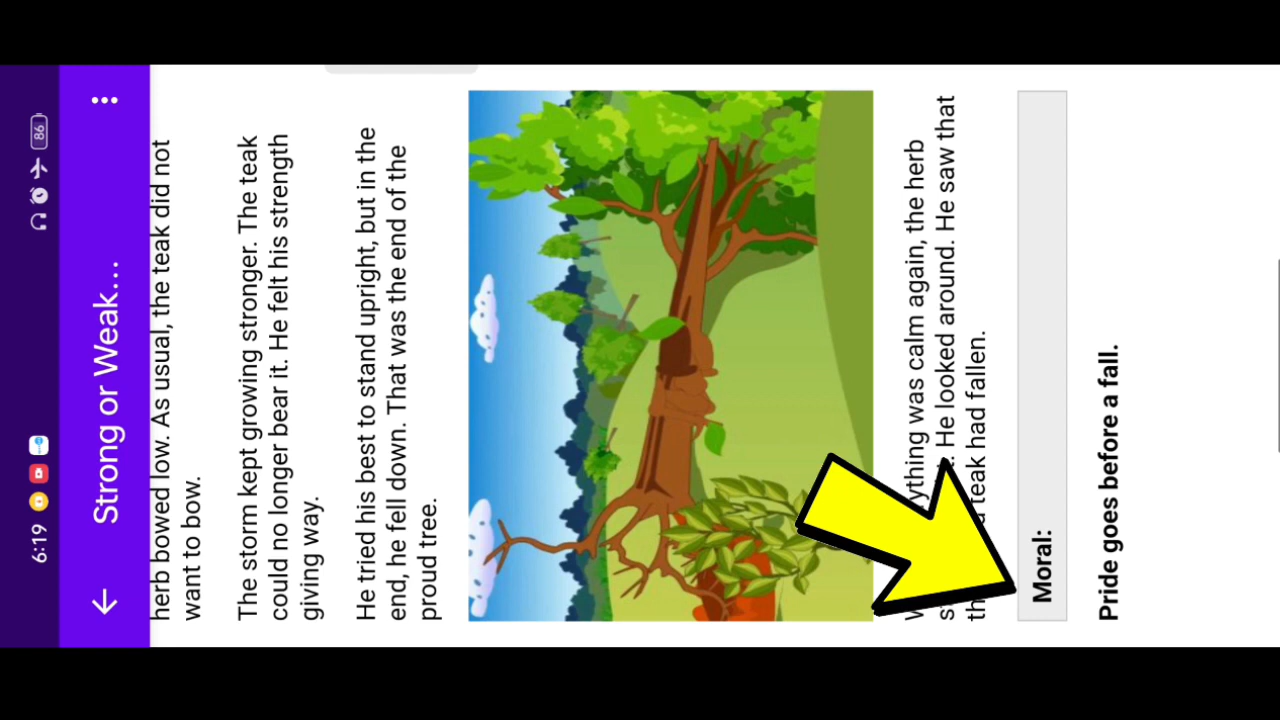 6:19
86
Strong or Weak...
herb bowed low. As usual, the teak did not
want to bow.
The storm kept growing stronger. The teak
could no longer bear it. He felt his strength
giving way.
He tried his best to stand upright, but in the
end, he fell down. That was the end of the
proud tree.
was calm again, the herb
He looked around. He saw that
teak had fallen.
Moral:
Pride goes before a fall.